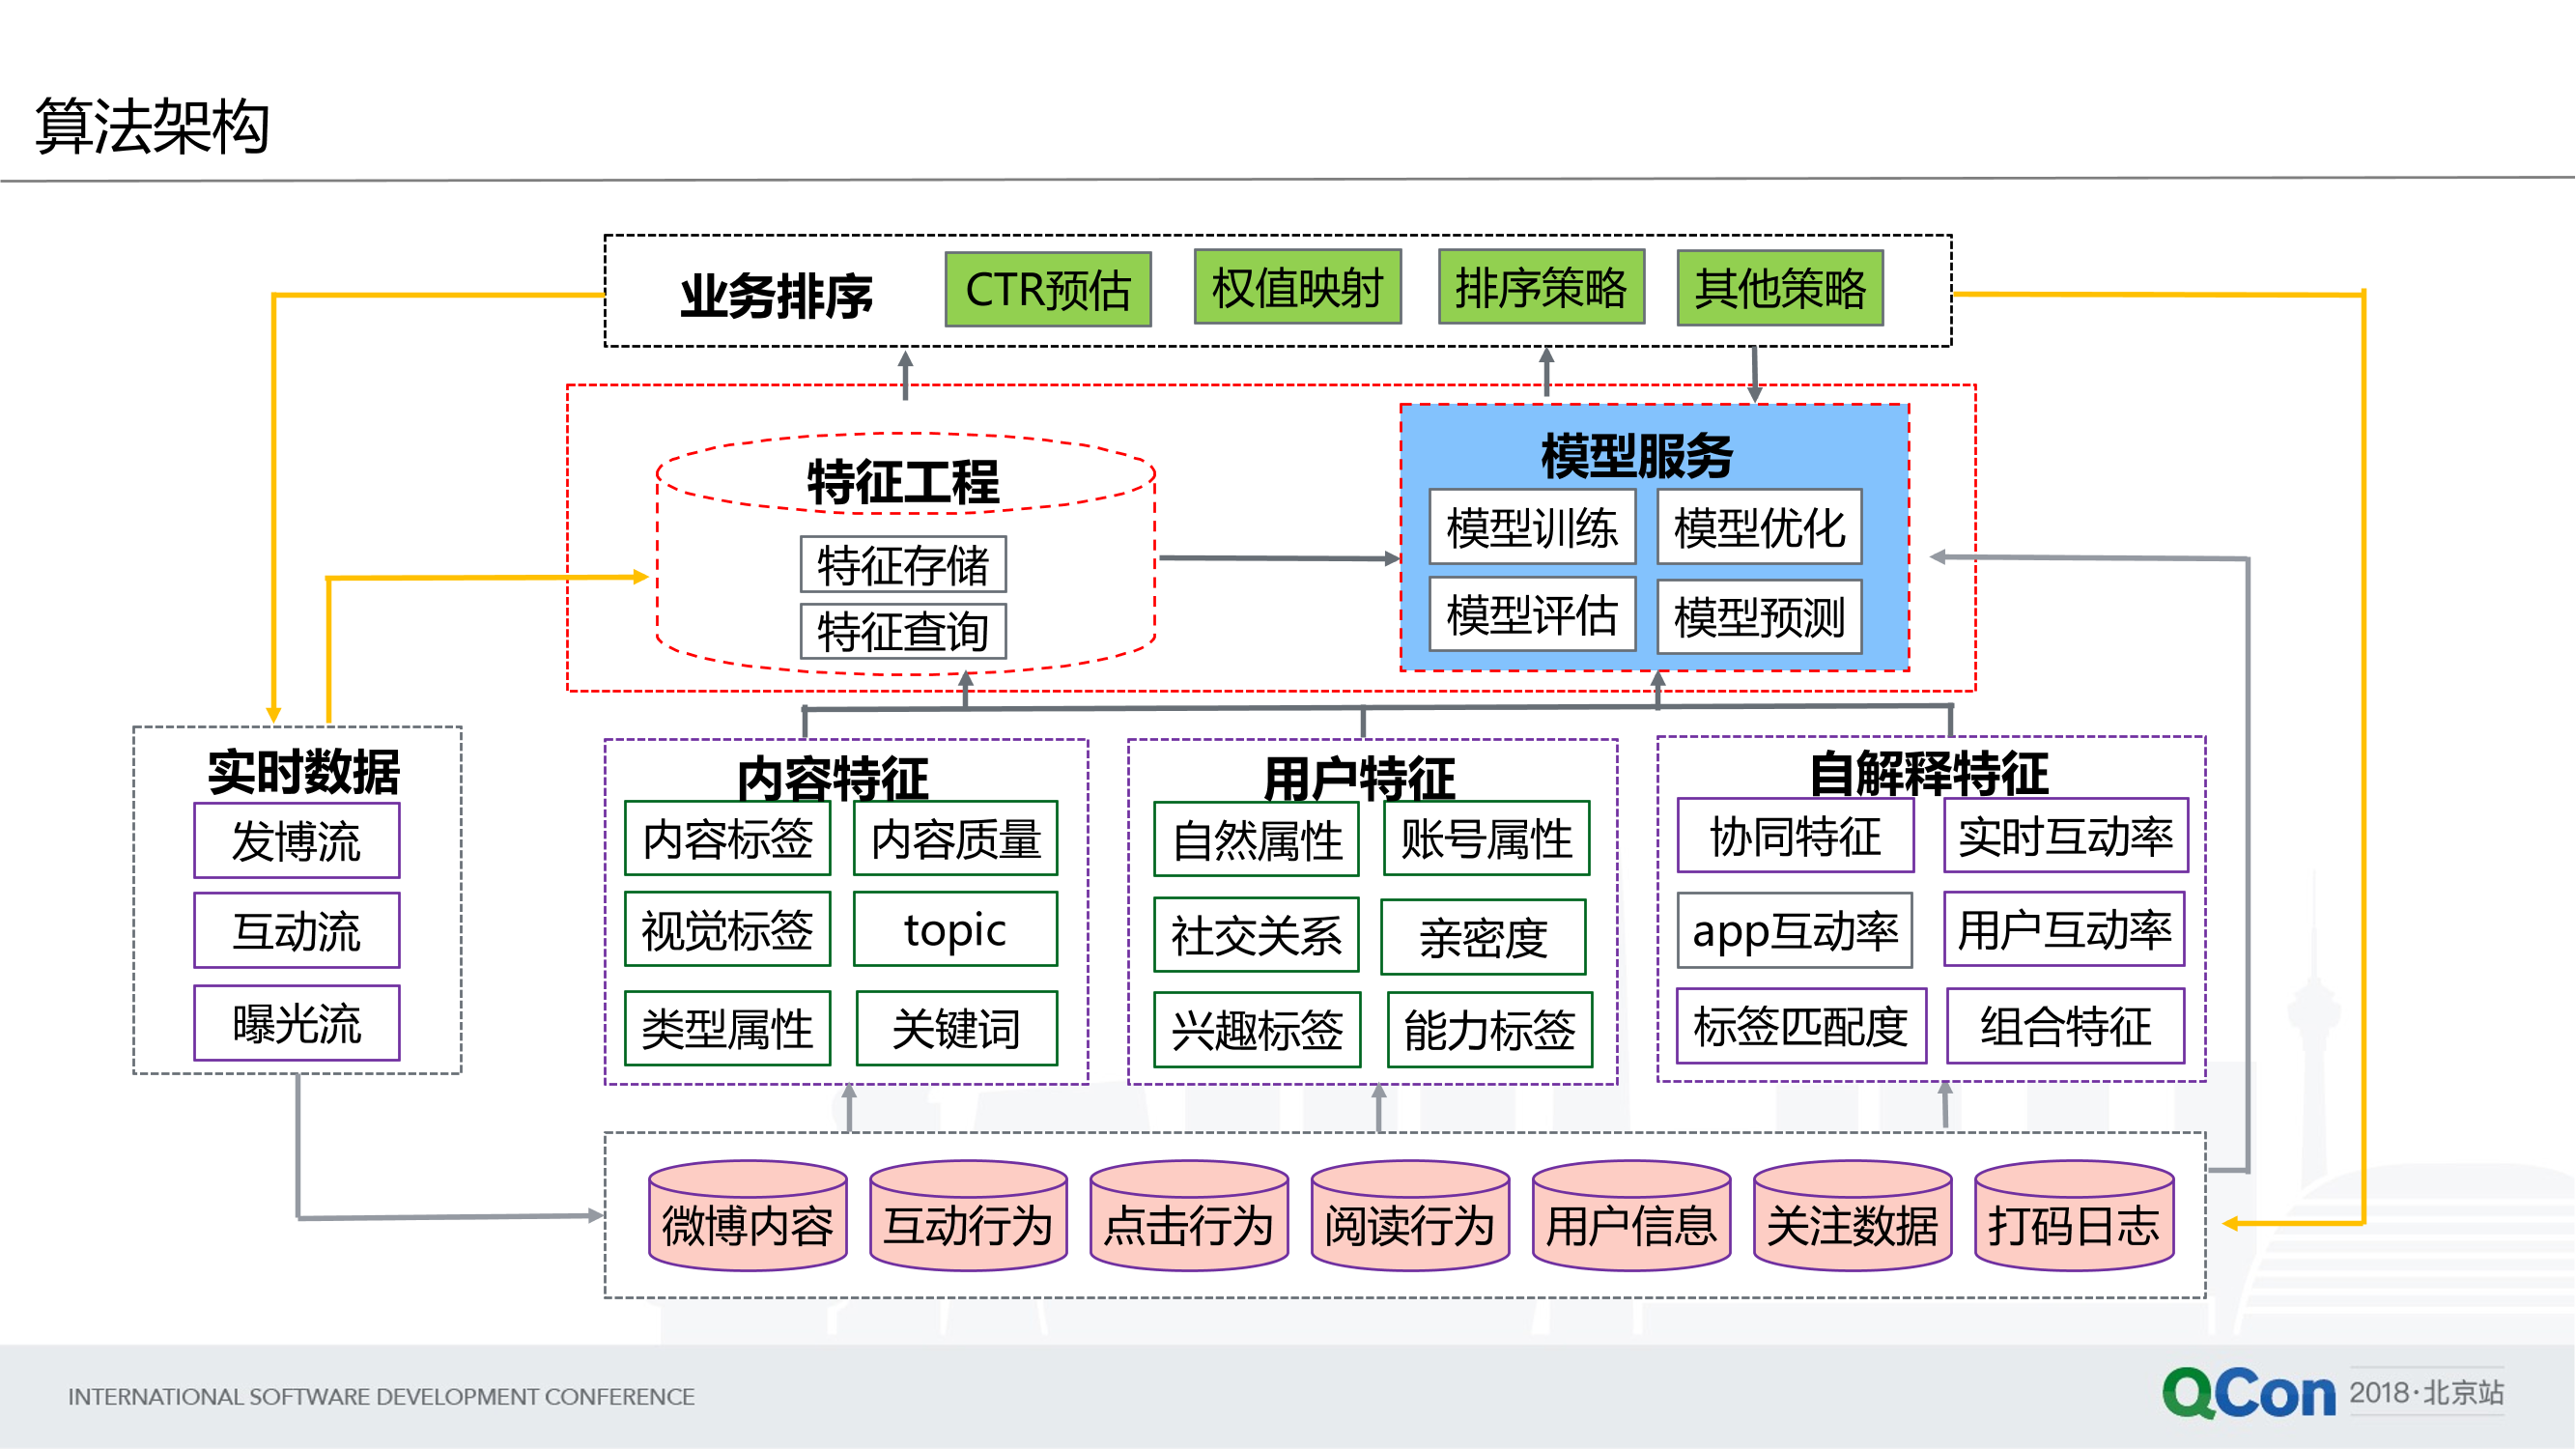 算法架构
业务排序
CTR预估
权值映射
排序策略
其他策略
特征工程
特征存储
特征查询
模型服务
模型训练
模型优化
模型评估
模型预测
实时数据
发博流
互动流
曝光流
内容特征
内容标签
内容质量
视觉标签
topic
类型属性
关键词
用户特征
自然属性
账号属性
社交关系
亲密度
兴趣标签
能力标签
自解释特征
协同特征
实时互动率
app互动率
用户互动率
标签匹配度
组合特征
微博内容
互动行为
点击行为
阅读行为
用户信息
关注数据
打码日志
INTERNATIONAL SOFTWARE DEVELOPMENT CONFERENCE
QCon 2018·北京站